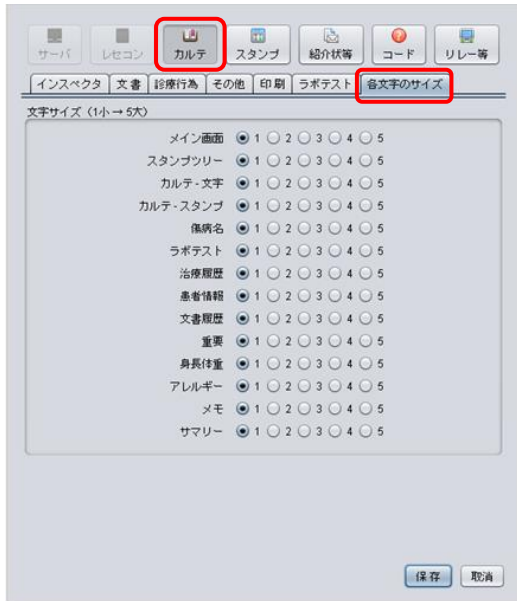 サーバ レセコン カルテ スタンプ 紹介状等 コード リレー等
インスペクタ 文書 診療行為 その他 印刷 ラボテスト 各文字のサイズ
文字サイズ（1小→5大）
メイン画面 1 2 3 4 5
スタンプツリー 1 2 3 4 5
カルテ-文字 1 2 3 4 5
カルテ-スタンプ 1 2 3 4 5
傷病名 1 2 3 4 5
ラボテスト 1 2 3 4 5
治療履歴 1 2 3 4 5
患者情報 1 2 3 4 5
文書履歴 1 2 3 4 5
重要 1 2 3 4 5
身長体重 1 2 3 4 5
アレルギー 1 2 3 4 5
メモ 1 2 3 4 5
サマリー 1 2 3 4 5
保存 取消